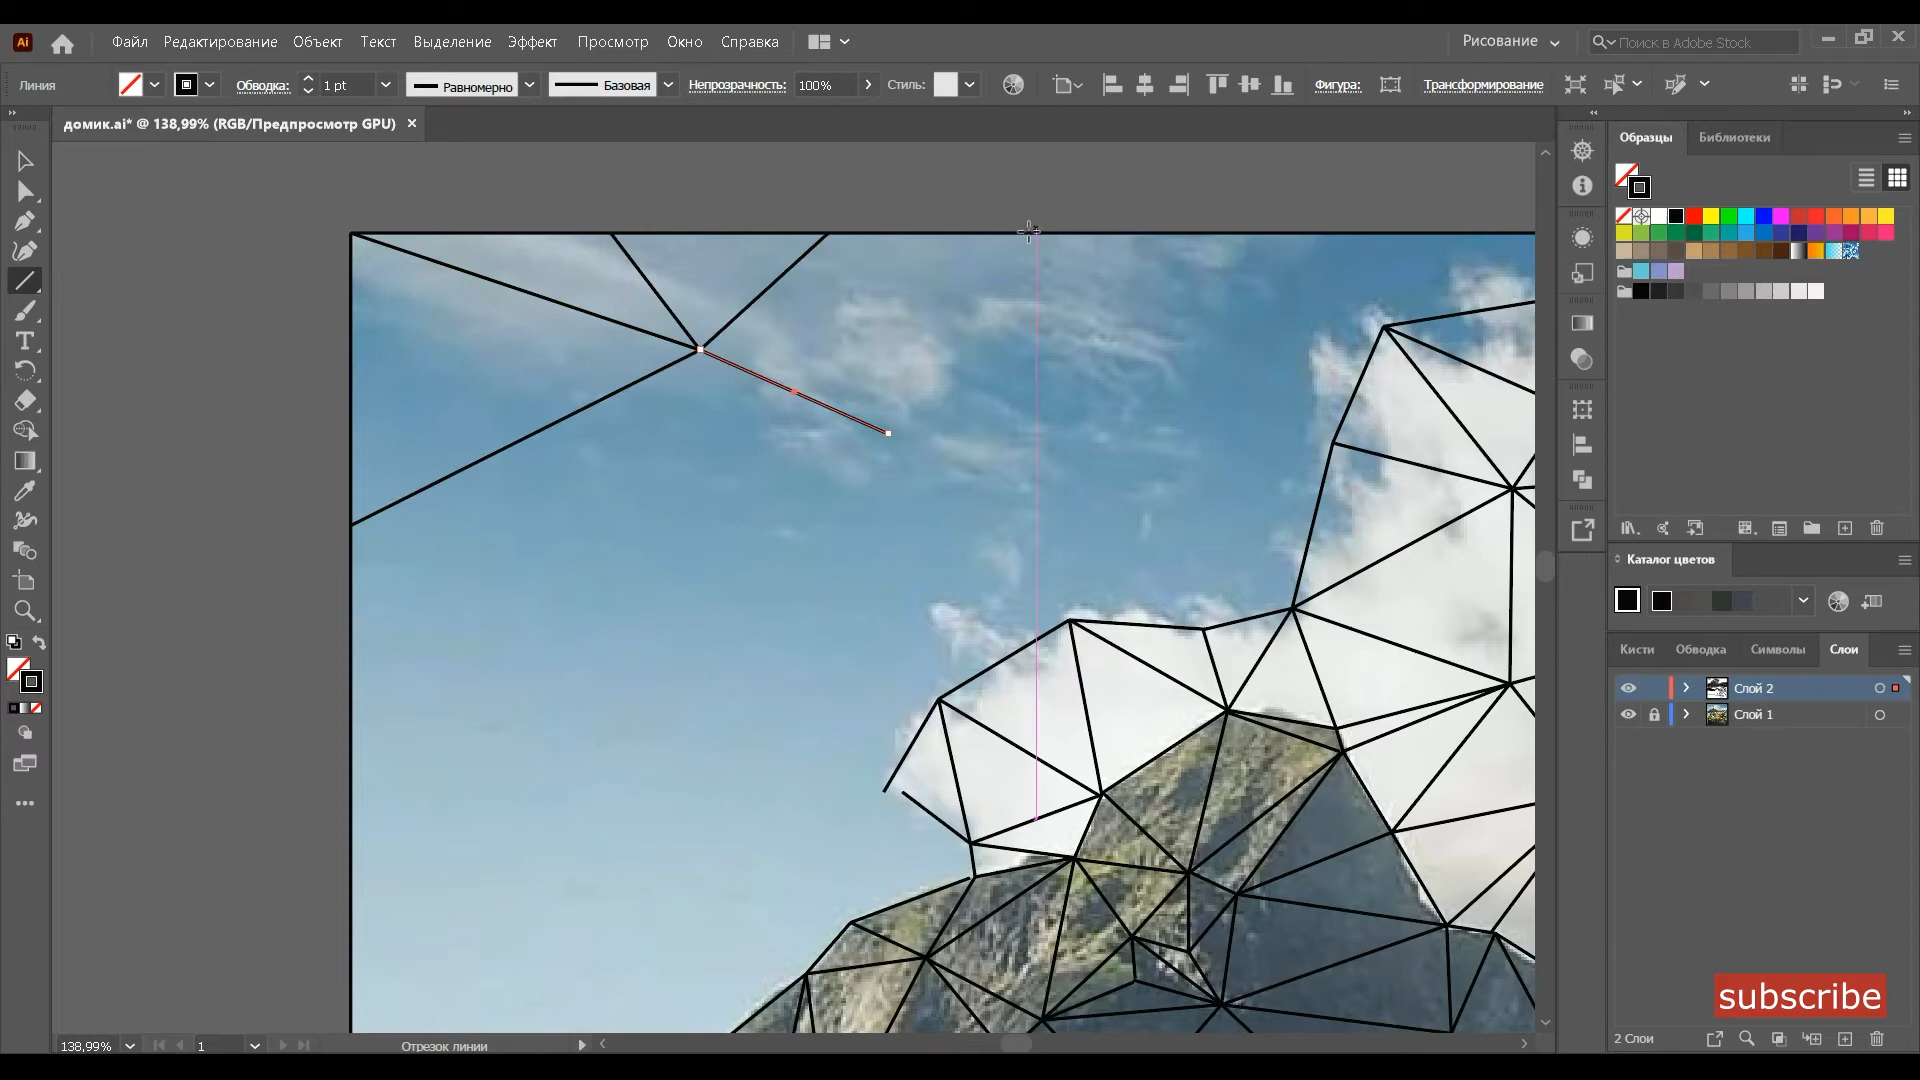 Ai
Файл Редактирование Объект Текст Выделение Эффект Просмотр Окно Справка
Рисование
Поиск в Adobe Stock
Линия
Обводка: 1 pt
Равномерно
Базовая
Непрозрачность: 100%
Стиль:
Фигура:
Трансформирование
домик.ai* @ 138,99% (RGB/Предпросмотр GPU)
Образцы Библиотеки
Каталог цветов
Кисти Обводка Символы Слои
Слой 2
Слой 1
subscribe
2 Слои
138,99% 1 Отрезок линии